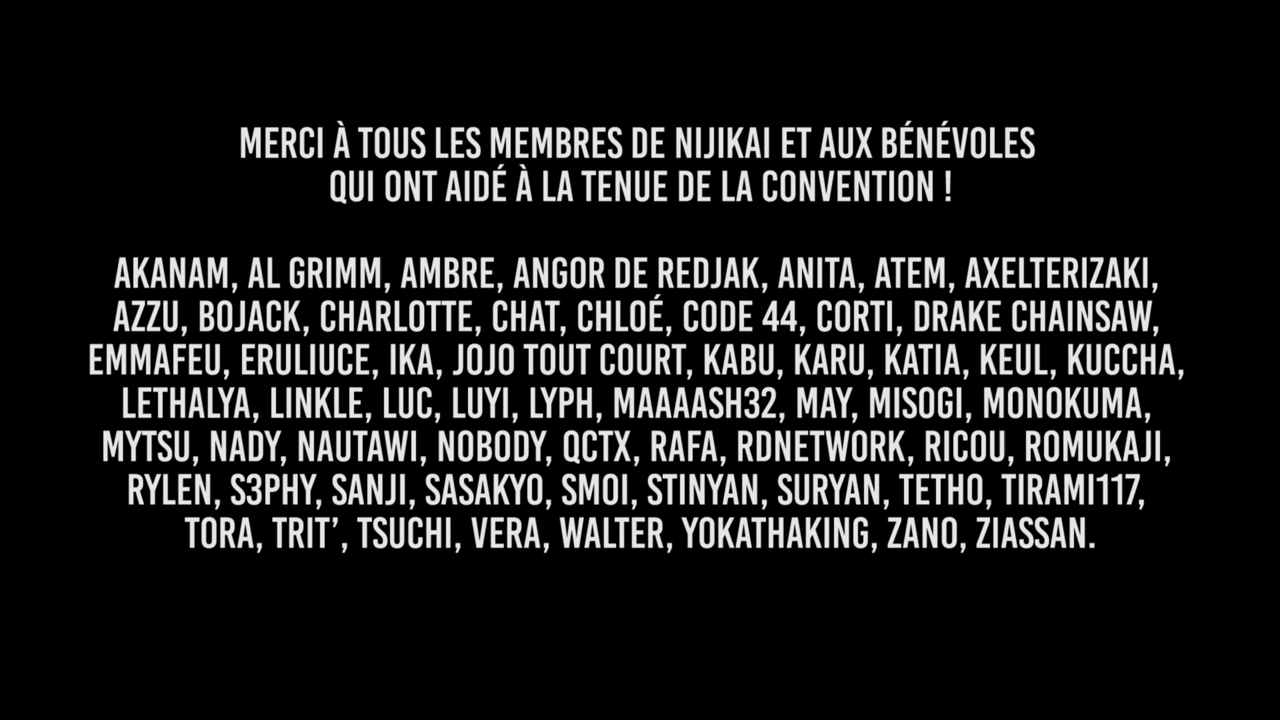 MERCI À TOUS LES MEMBRES DE NIJIKAI ET AUX BÉNÉVOLES
QUI ONT AIDÉ À LA TENUE DE LA CONVENTION !
AKANAM, AL GRIMM, AMBRE, ANGOR DE REDJAK, ANITA, ATEM, AXELTERIZAKI,
AZZU, BOJACK, CHARLOTTE, CHAT, CHLOÉ, CODE 44, CORTI, DRAKE CHAINSAW,
EMMAFEU, ERULIUCE, IKA, JOJO TOUT COURT, KABU, KARU, KATIA, KEUL, KUCCHA,
LETHALYA, LINKLE, LUC, LUYI, LYPH, MAAAASH32, MAY, MISOGI, MONOKUMA,
MYTSU, NADY, NAUTAWI, NOBODY, QCTX, RAFA, RDNETWORK, RICOU, ROMUKAJI,
RYLEN, S3PHY, SANJI, SASAKYO, SMOI, STINYAN, SURYAN, TETHO, TIRAMI117,
TORA, TRIT’, TSUCHI, VERA, WALTER, YOKATHAKING, ZANO, ZIASSAN.